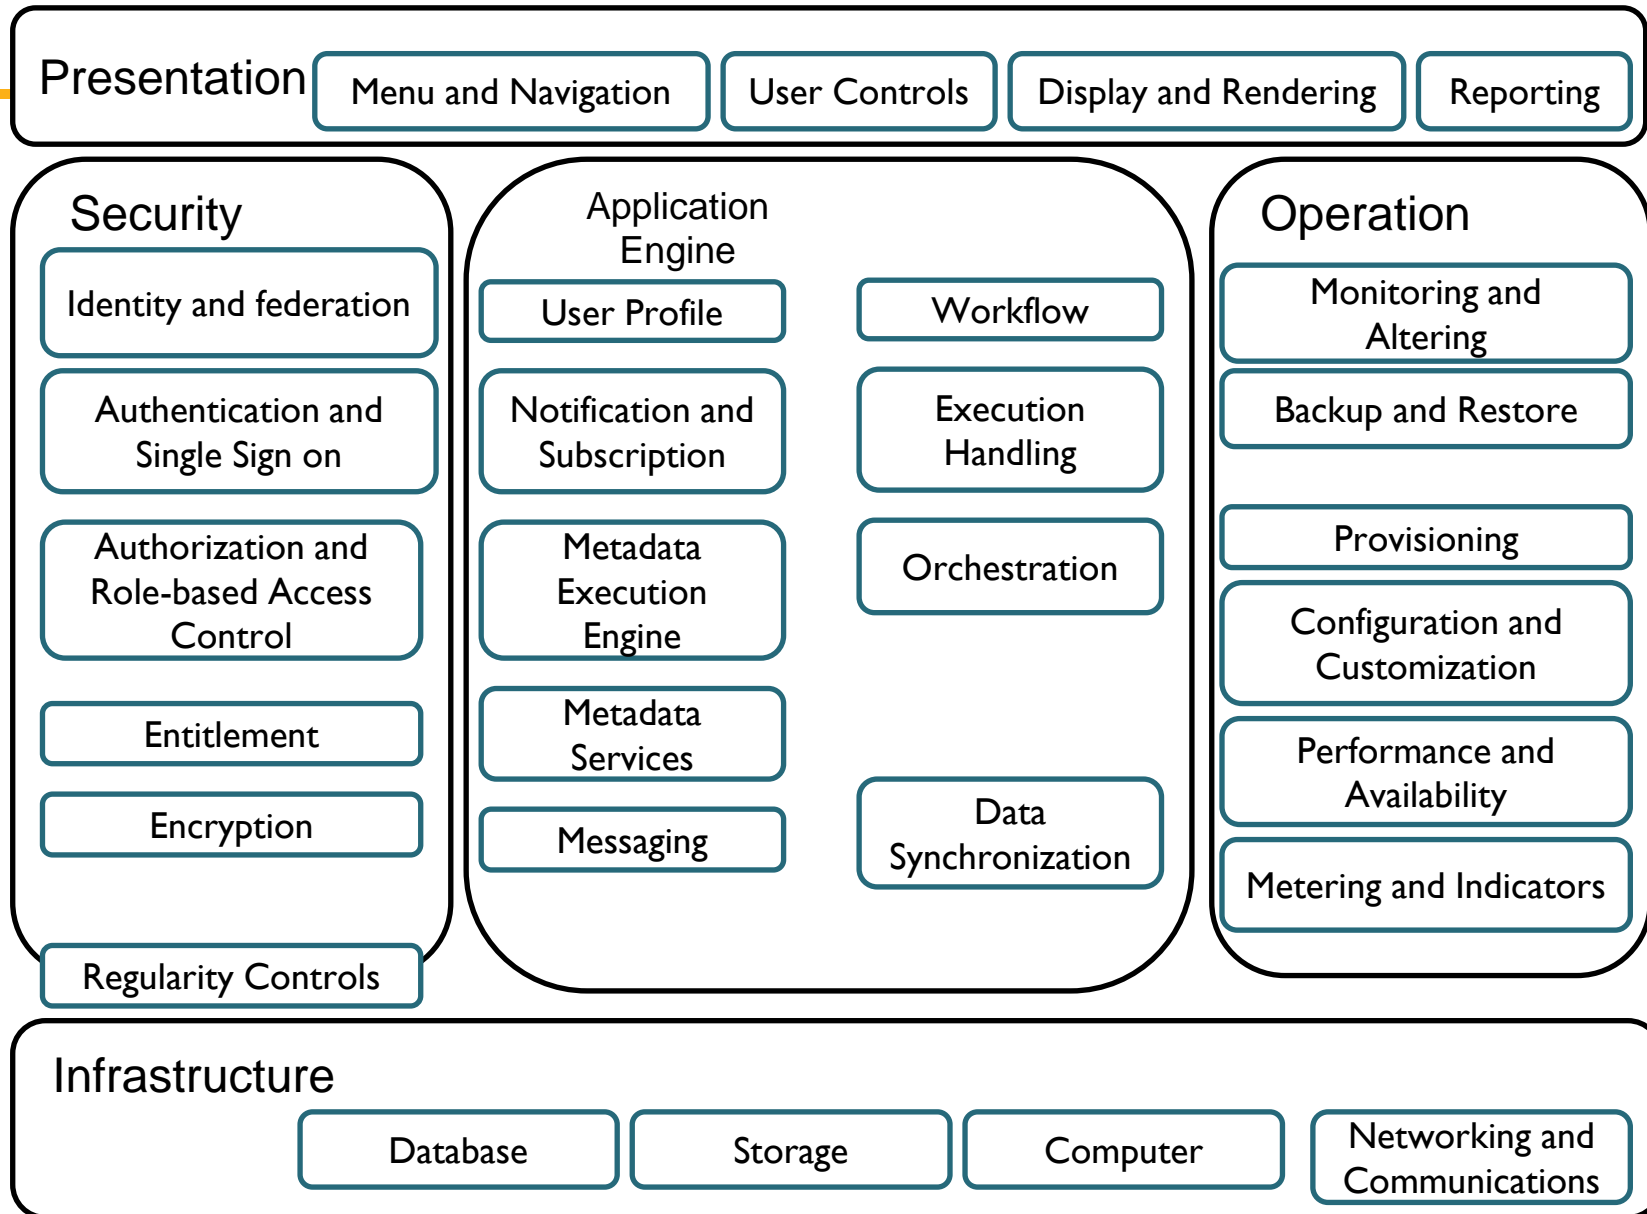 Presentation
Menu and Navigation
User Controls
Display and Rendering
Reporting
Security
Identity and federation
Authentication and
Single Sign on
Authorization and
Role-based Access
Control
Entitlement
Encryption
Regularity Controls
Application
Engine
User Profile
Notification and
Subscription
Metadata
Execution
Engine
Metadata
Services
Messaging
Workflow
Execution
Handling
Orchestration
Data
Synchronization
Operation
Monitoring and
Altering
Backup and Restore
Provisioning
Configuration and
Customization
Performance and
Availability
Metering and Indicators
Infrastructure
Database
Storage
Computer
Networking and
Communications